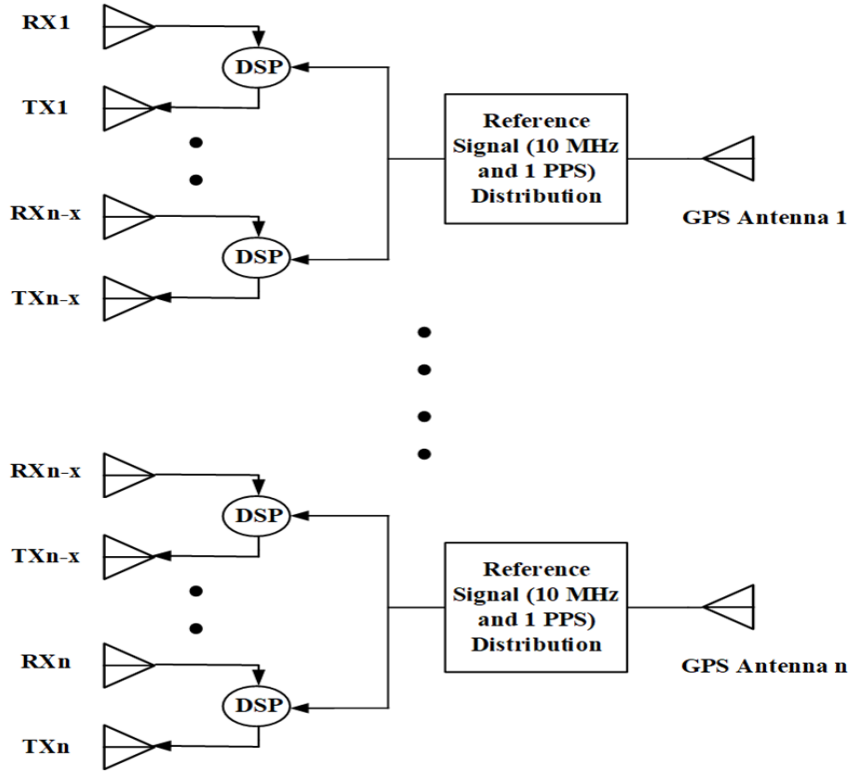 RX1
DSP
TX1
Reference
Signal (10 MHz
and 1 PPS)
Distribution
GPS Antenna 1
RXn-x
DSP
TXn-x
RXn-x
DSP
TXn-x
Reference
Signal (10 MHz
and 1 PPS)
Distribution
GPS Antenna n
RXn
DSP
TXn